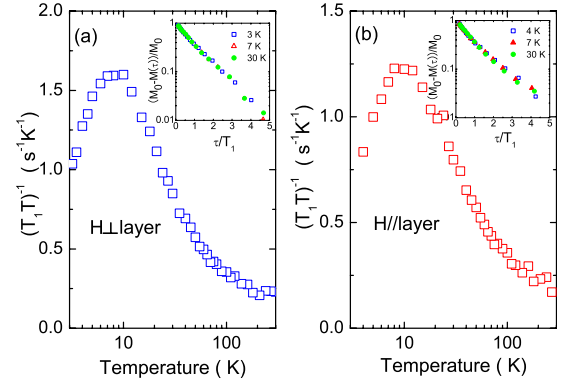 (a)
2.0
1.5
1.0
0.5
0.0
(T₁T)⁻¹ (s⁻¹K⁻¹)
H⊥layer
10
100
Temperature ( K)
(M₀-M(τ))/M₀
1
0.1
0.01
0 1 2 3 4 5
τ/T₁
3 K
7 K
30 K
(b)
1.5
1.0
0.5
0.0
(T₁T)⁻¹ (s⁻¹K⁻¹)
H//layer
10
100
Temperature ( K)
(M₀-M(τ))/M₀
1
0.1
0.01
0 1 2 3 4 5
τ/T₁
4 K
7 K
30 K